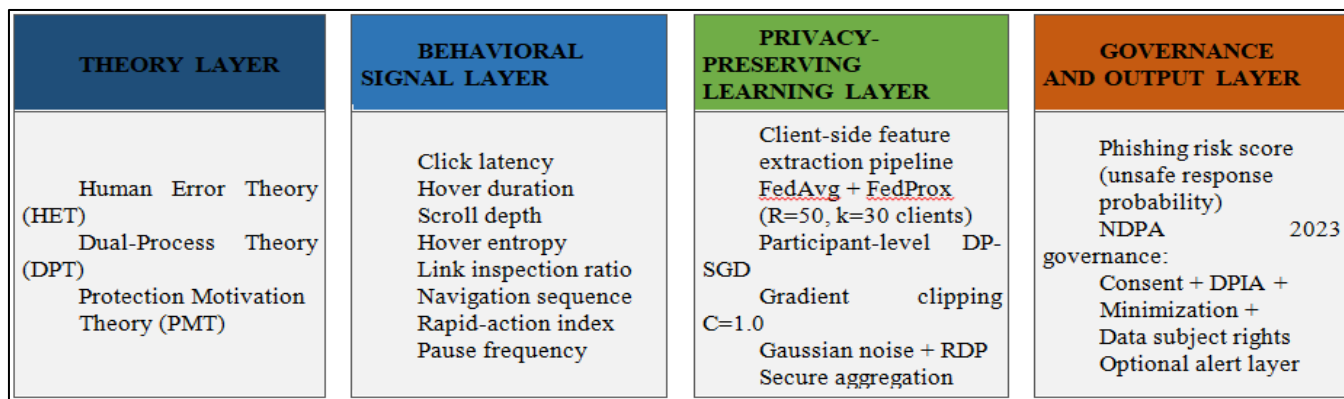 THEORY LAYER
Human Error Theory
(HET)
Dual-Process Theory
(DPT)
Protection Motivation
Theory (PMT)
BEHAVIORAL
SIGNAL LAYER
Click latency
Hover duration
Scroll depth
Hover entropy
Link inspection ratio
Navigation sequence
Rapid-action index
Pause frequency
PRIVACY-
PRESERVING
LEARNING LAYER
Client-side feature
extraction pipeline
FedAvg + FedProx
(R=50, k=30 clients)
Participant-level DP-
SGD
Gradient clipping
C=1.0
Gaussian noise + RDP
Secure aggregation
GOVERNANCE
AND OUTPUT LAYER
Phishing risk score
(unsafe response
probability)
NDPA 2023
governance:
Consent + DPIA +
Minimization +
Data subject rights
Optional alert layer